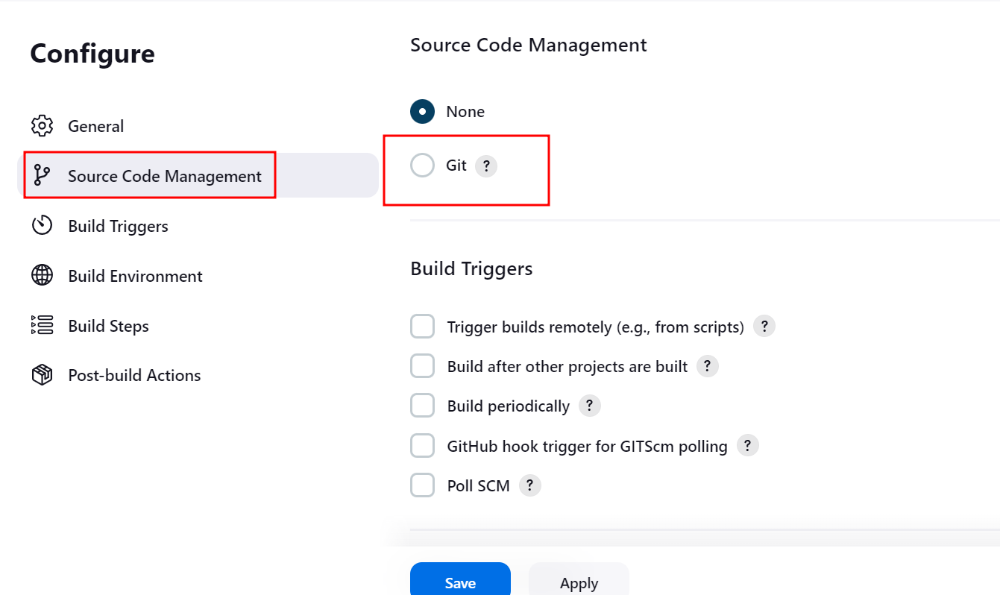 Configure
General
Source Code Management
Build Triggers
Build Environment
Build Steps
Post-build Actions
Source Code Management
None
Git ?
Build Triggers
Trigger builds remotely (e.g., from scripts) ?
Build after other projects are built ?
Build periodically ?
GitHub hook trigger for GITScm polling ?
Poll SCM ?
Save Apply